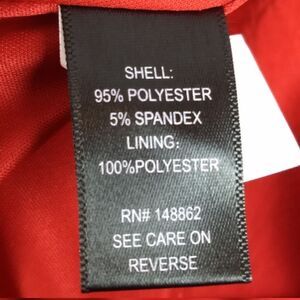 SHELL:
95% POLYESTER
5% SPANDEX
LINING:
100%POLYESTER
RN# 148862
SEE CARE ON
REVERSE